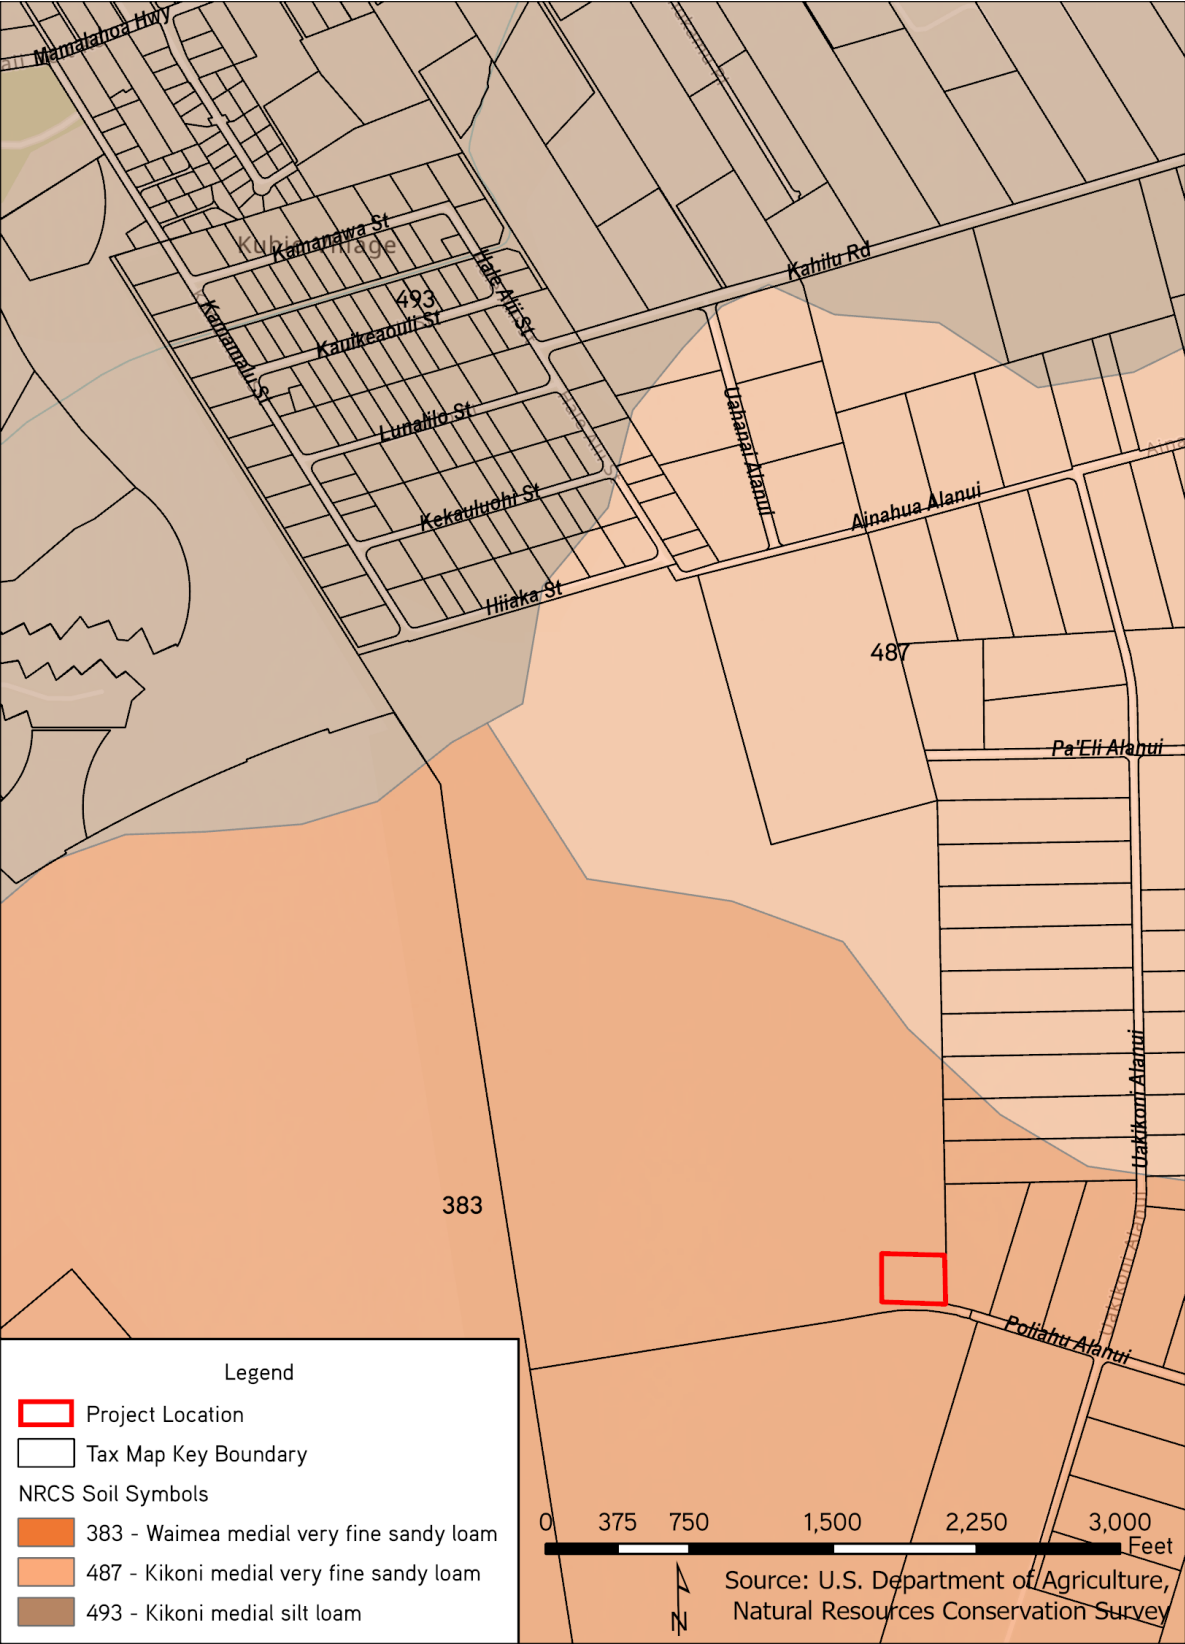 Mamalahoa Hwy
Kamanawa St
493
Hale Alii St
Kahilu Rd
Kauikeaouli St
Kamamalu St
Lunalilo St
Uahanai Alanui
Kekauluohi St
Ainahua Alanui
Hiiaka St
487
Pa'Eli Alanui
Uakikoni Alanui
383
Uakikoni Alanui
Poliahu Alanui
Legend
Project Location
Tax Map Key Boundary
NRCS Soil Symbols
383 - Waimea medial very fine sandy loam
487 - Kikoni medial very fine sandy loam
493 - Kikoni medial silt loam
0 375 750 1,500 2,250 3,000
Feet
N
Source: U.S. Department of Agriculture,
Natural Resources Conservation Survey